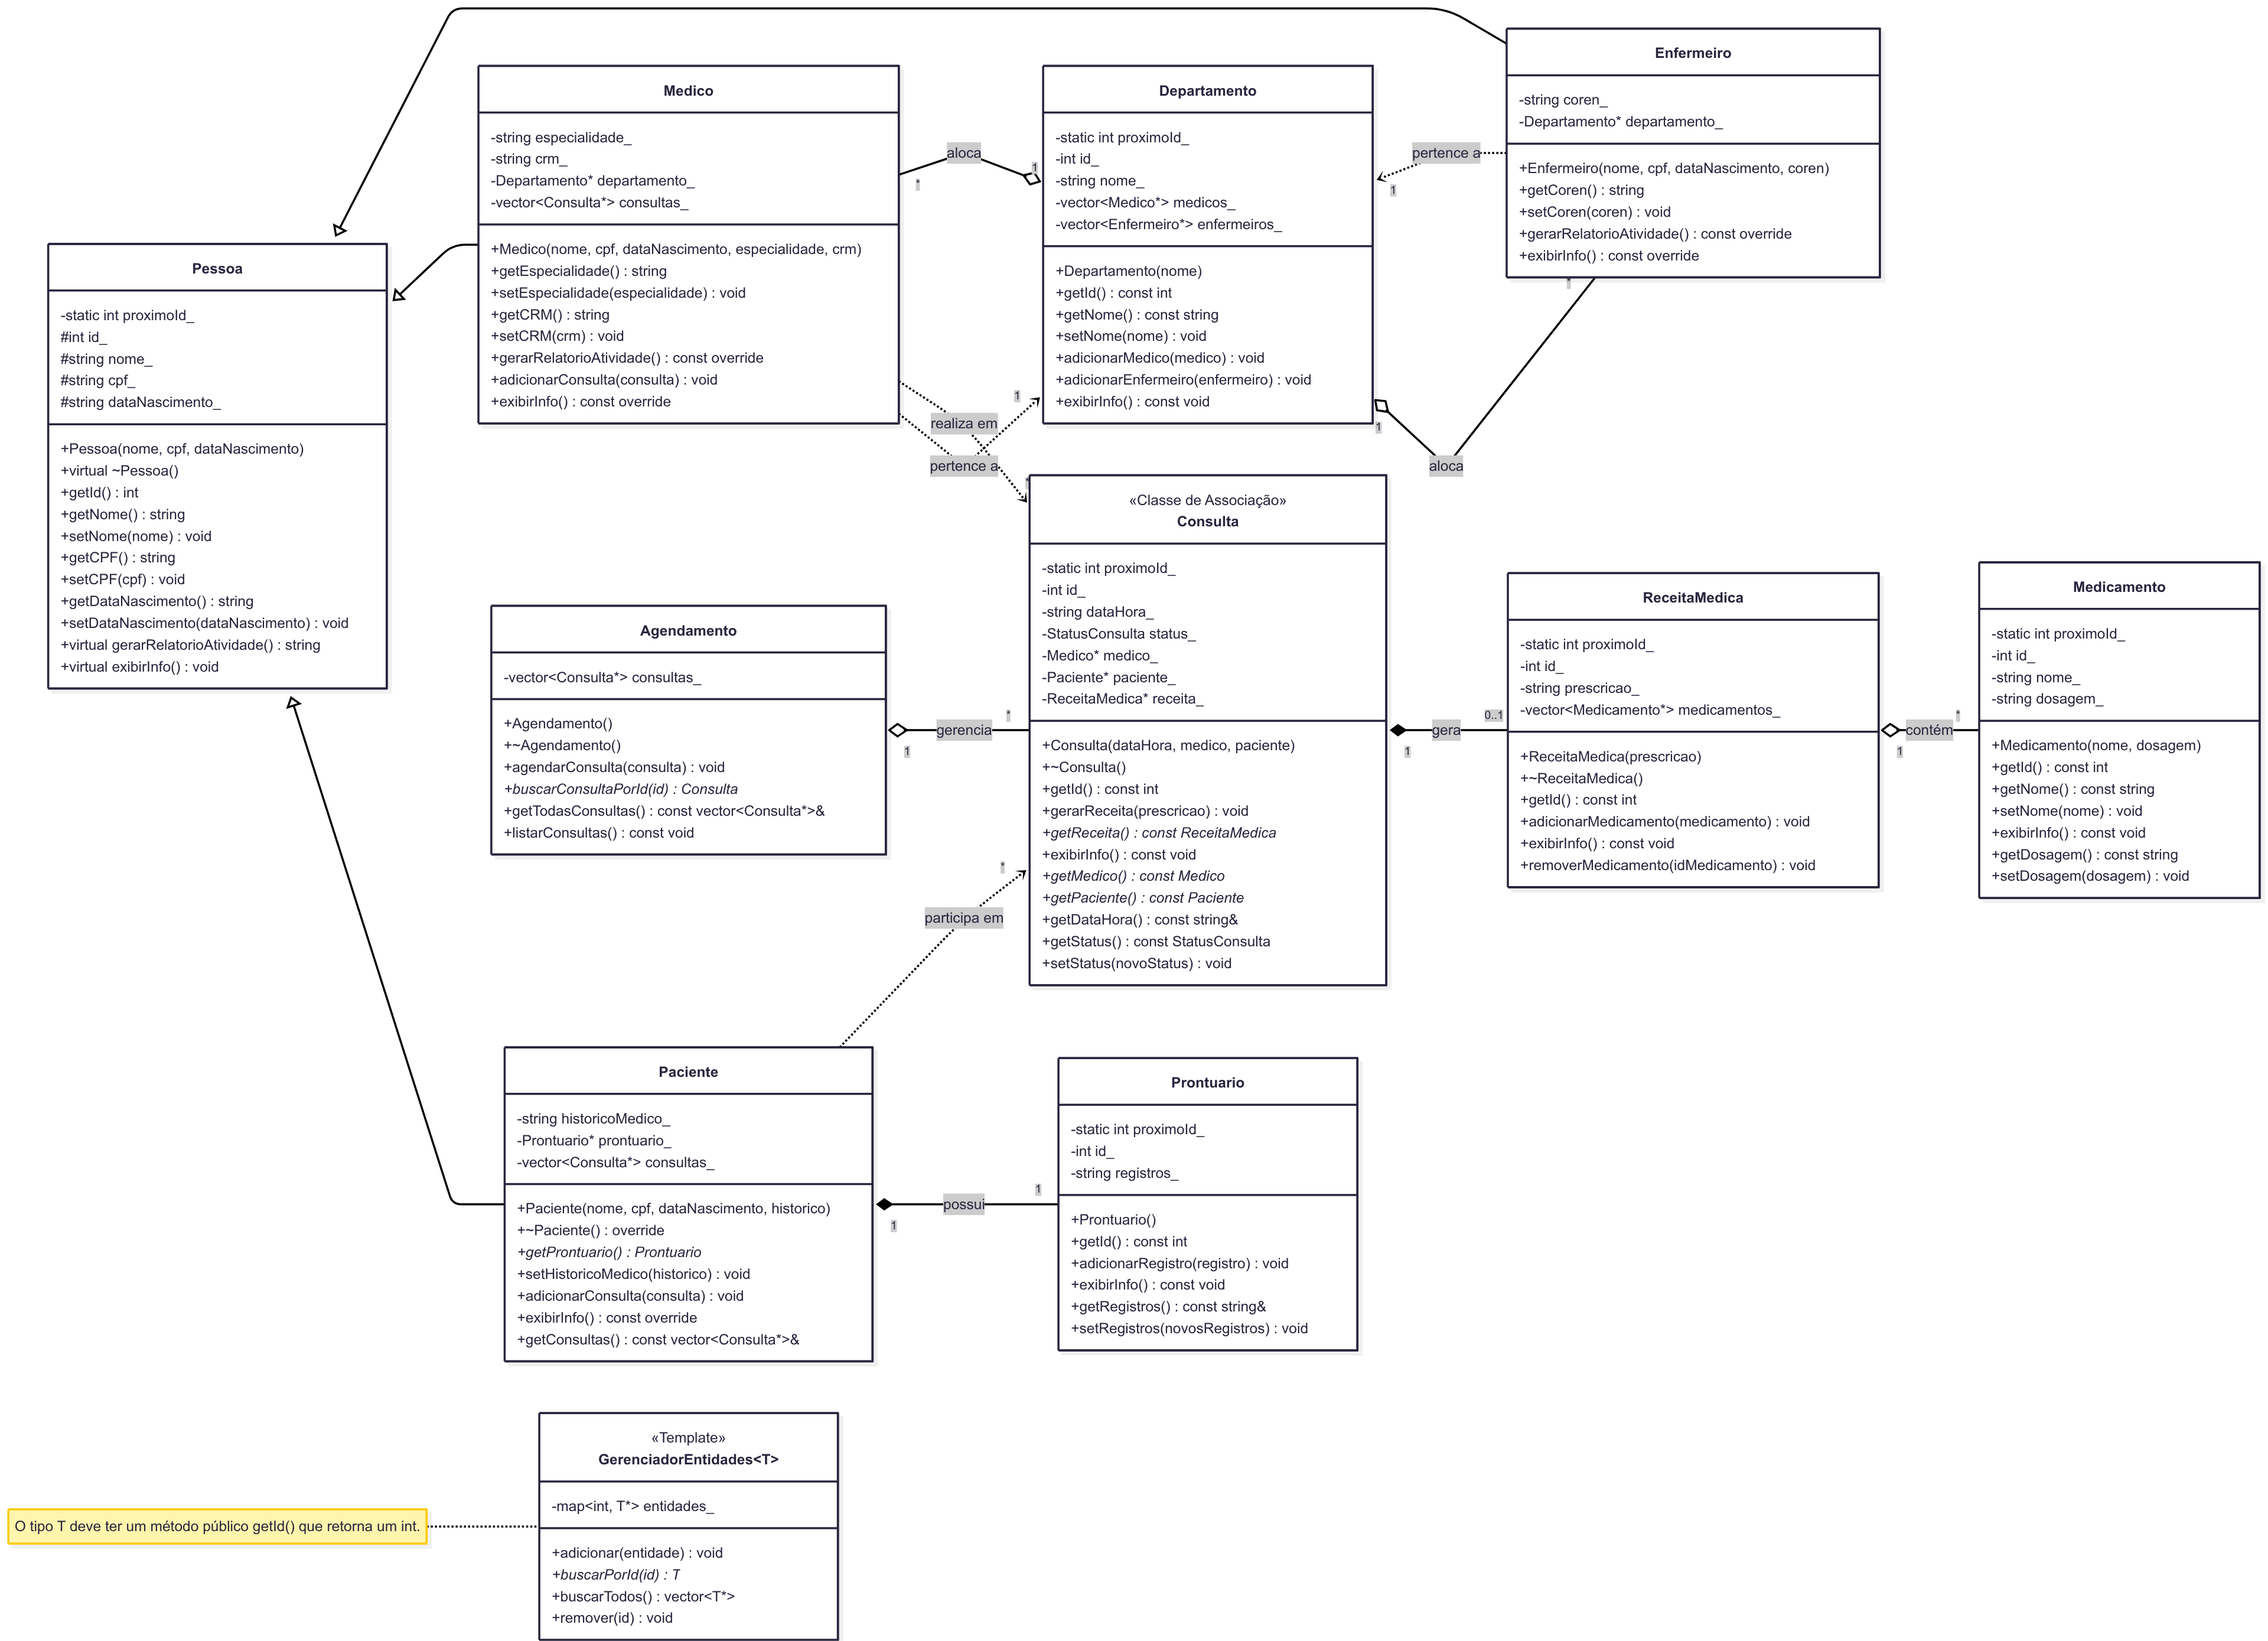 Enfermeiro
-string coren_
-Departamento* departamento_
+Enfermeiro(nome, cpf, dataNascimento, coren)
+getCoren() : string
+setCoren(coren) : void
+gerarRelatorioAtividade() : const override
+exibirInfo() : const override
Medico
-string especialidade_
-string crm_
-Departamento* departamento_
-vector<Consulta*> consultas_
+Medico(nome, cpf, dataNascimento, especialidade, crm)
+getEspecialidade() : string
+setEspecialidade(especialidade) : void
+getCRM() : string
+setCRM(crm) : void
+gerarRelatorioAtividade() : const override
+adicionarConsulta(consulta) : void
+exibirInfo() : const override
aloca
*
1
Departamento
-static int proximoId_
-int id_
-string nome_
-vector<Medico*> medicos_
-vector<Enfermeiro*> enfermeiros_
+Departamento(nome)
+getId() : const int
+getNome() : const string
+setNome(nome) : void
+adicionarMedico(medico) : void
+adicionarEnfermeiro(enfermeiro) : void
+exibirInfo() : const void
pertence a
1
*
1
aloca
Pessoa
-static int proximoId_
#int id_
#string nome_
#string cpf_
#string dataNascimento_
+Pessoa(nome, cpf, dataNascimento)
+virtual ~Pessoa()
+getId() : int
+getNome() : string
+setNome(nome) : void
+getCPF() : string
+setCPF(cpf) : void
+getDataNascimento() : string
+setDataNascimento(dataNascimento) : void
+virtual gerarRelatorioAtividade() : string
+virtual exibirInfo() : void
1
realiza em
pertence a
*
«Classe de Associação»
Consulta
-static int proximoId_
-int id_
-string dataHora_
-StatusConsulta status_
-Medico* medico_
-Paciente* paciente_
-ReceitaMedica* receita_
+Consulta(dataHora, medico, paciente)
+~Consulta()
+getId() : const int
+gerarReceita(prescricao) : void
+getReceita() : const ReceitaMedica
+exibirInfo() : const void
+getMedico() : const Medico
+getPaciente() : const Paciente
+getDataHora() : const string&
+getStatus() : const StatusConsulta
+setStatus(novoStatus) : void
Agendamento
-vector<Consulta*> consultas_
+Agendamento()
+~Agendamento()
+agendarConsulta(consulta) : void
+buscarConsultaPorId(id) : Consulta
+getTodasConsultas() : const vector<Consulta*>&
+listarConsultas() : const void
*
gerencia
1
0..1
gera
1
ReceitaMedica
-static int proximoId_
-int id_
-string prescricao_
-vector<Medicamento*> medicamentos_
+ReceitaMedica(prescricao)
+~ReceitaMedica()
+getId() : const int
+adicionarMedicamento(medicamento) : void
+exibirInfo() : const void
+removerMedicamento(idMedicamento) : void
*
contém
1
Medicamento
-static int proximoId_
-int id_
-string nome_
-string dosagem_
+Medicamento(nome, dosagem)
+getId() : const int
+getNome() : const string
+setNome(nome) : void
+exibirInfo() : const void
+getDosagem() : const string
+setDosagem(dosagem) : void
*
participa em
Paciente
-string historicoMedico_
-Prontuario* prontuario_
-vector<Consulta*> consultas_
+Paciente(nome, cpf, dataNascimento, historico)
+~Paciente() : override
+getProntuario() : Prontuario
+setHistoricoMedico(historico) : void
+adicionarConsulta(consulta) : void
+exibirInfo() : const override
+getConsultas() : const vector<Consulta*>&
1
possui
1
Prontuario
-static int proximoId_
-int id_
-string registros_
+Prontuario()
+getId() : const int
+adicionarRegistro(registro) : void
+exibirInfo() : const void
+getRegistros() : const string&
+setRegistros(novosRegistros) : void
«Template»
GerenciadorEntidades<T>
-map<int, T*> entidades_
+adicionar(entidade) : void
+buscarPorId(id) : T
+buscarTodos() : vector<T*>
+remover(id) : void
O tipo T deve ter um método público getId() que retorna um int.